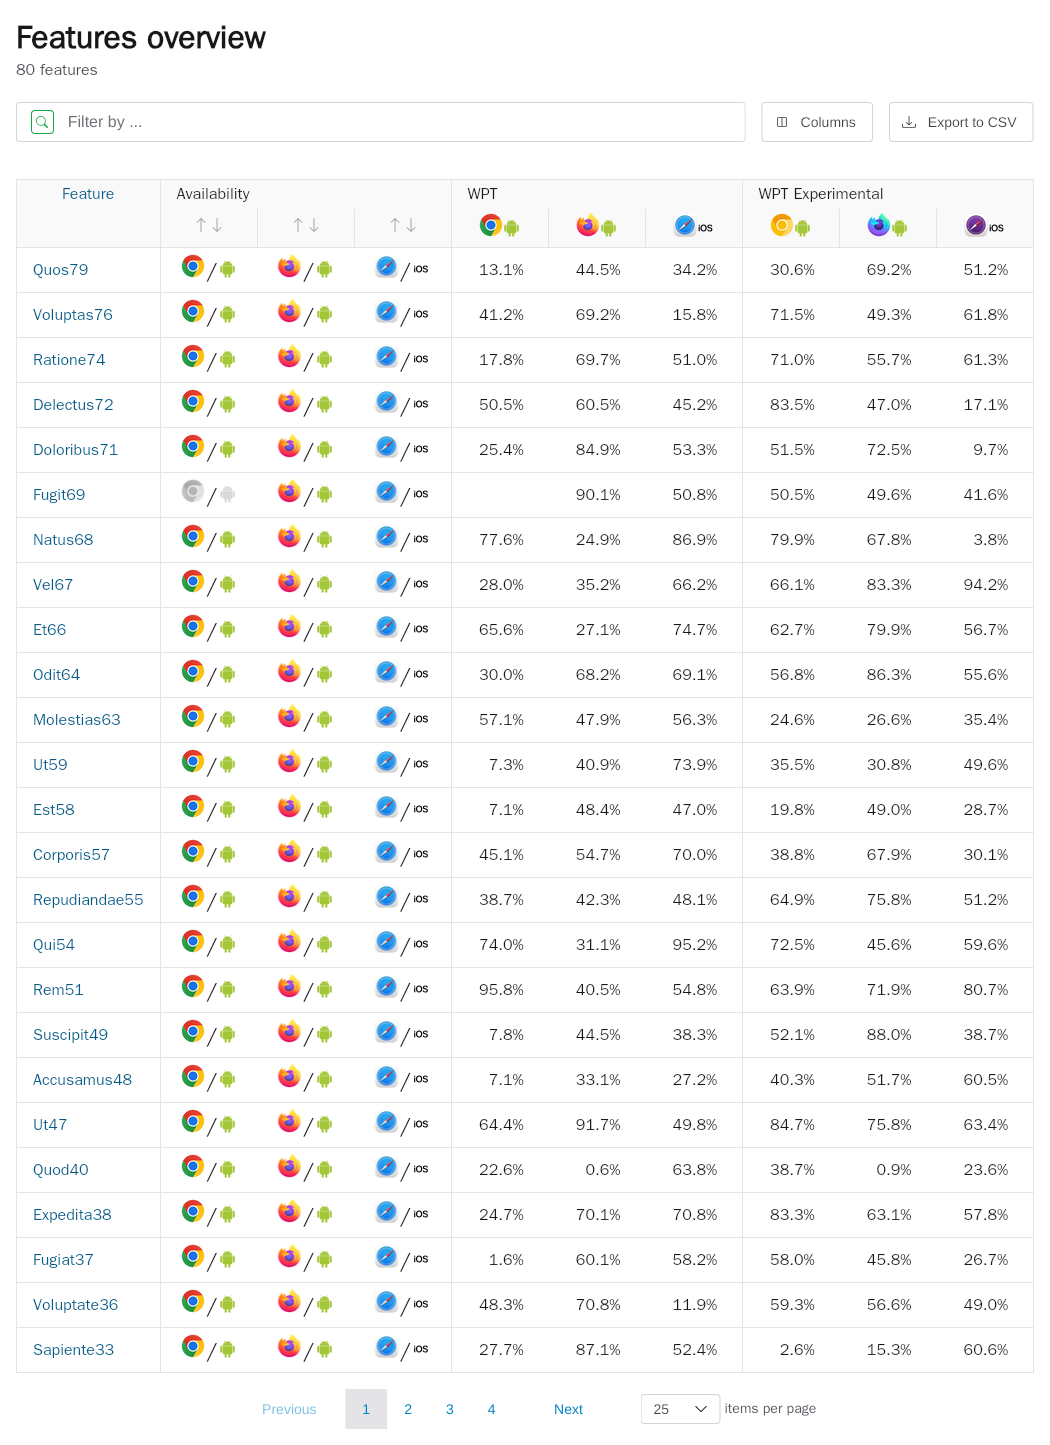 Features overview
80 features
Filter by ...
Columns
Export to CSV
Feature Availability WPT WPT Experimental
iOS iOS
Quos79 / / / iOS 13.1% 44.5% 34.2% 30.6% 69.2% 51.2%
Voluptas76 / / / iOS 41.2% 69.2% 15.8% 71.5% 49.3% 61.8%
Ratione74 / / / iOS 17.8% 69.7% 51.0% 71.0% 55.7% 61.3%
Delectus72 / / / iOS 50.5% 60.5% 45.2% 83.5% 47.0% 17.1%
Doloribus71 / / / iOS 25.4% 84.9% 53.3% 51.5% 72.5% 9.7%
Fugit69 / / / iOS 90.1% 50.8% 50.5% 49.6% 41.6%
Natus68 / / / iOS 77.6% 24.9% 86.9% 79.9% 67.8% 3.8%
Vel67 / / / iOS 28.0% 35.2% 66.2% 66.1% 83.3% 94.2%
Et66 / / / iOS 65.6% 27.1% 74.7% 62.7% 79.9% 56.7%
Odit64 / / / iOS 30.0% 68.2% 69.1% 56.8% 86.3% 55.6%
Molestias63 / / / iOS 57.1% 47.9% 56.3% 24.6% 26.6% 35.4%
Ut59 / / / iOS 7.3% 40.9% 73.9% 35.5% 30.8% 49.6%
Est58 / / / iOS 7.1% 48.4% 47.0% 19.8% 49.0% 28.7%
Corporis57 / / / iOS 45.1% 54.7% 70.0% 38.8% 67.9% 30.1%
Repudiandae55 / / / iOS 38.7% 42.3% 48.1% 64.9% 75.8% 51.2%
Qui54 / / / iOS 74.0% 31.1% 95.2% 72.5% 45.6% 59.6%
Rem51 / / / iOS 95.8% 40.5% 54.8% 63.9% 71.9% 80.7%
Suscipit49 / / / iOS 7.8% 44.5% 38.3% 52.1% 88.0% 38.7%
Accusamus48 / / / iOS 7.1% 33.1% 27.2% 40.3% 51.7% 60.5%
Ut47 / / / iOS 64.4% 91.7% 49.8% 84.7% 75.8% 63.4%
Quod40 / / / iOS 22.6% 0.6% 63.8% 38.7% 0.9% 23.6%
Expedita38 / / / iOS 24.7% 70.1% 70.8% 83.3% 63.1% 57.8%
Fugiat37 / / / iOS 1.6% 60.1% 58.2% 58.0% 45.8% 26.7%
Voluptate36 / / / iOS 48.3% 70.8% 11.9% 59.3% 56.6% 49.0%
Sapiente33 / / / iOS 27.7% 87.1% 52.4% 2.6% 15.3% 60.6%
Previous 1 2 3 4 Next 25 items per page